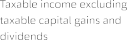 Taxable income excluding
taxable capital gains and
dividends